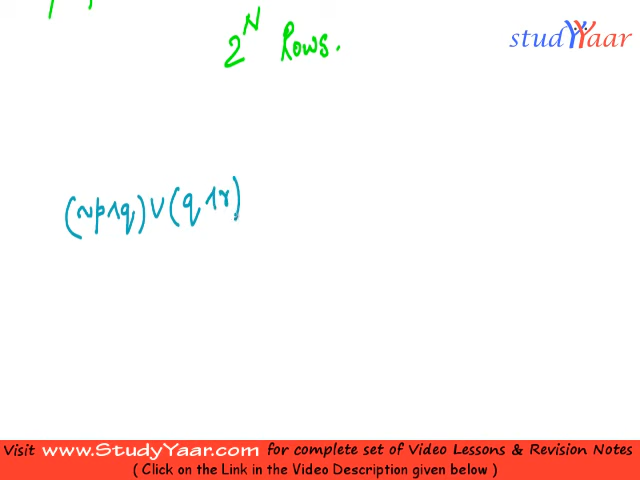 2^N Rows.
studYYaar
(~p∧q)∨(q∧r)
Visit www.StudyYaar.com for complete set of Video Lessons & Revision Notes
( Click on the Link in the Video Description given below )